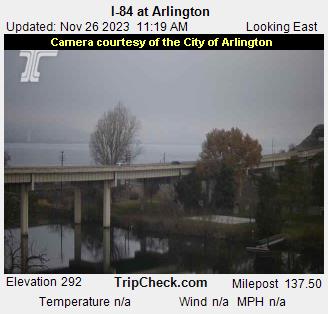 I-84 at Arlington
Updated: Nov 26 2023 11:19 AM Looking East
Camera courtesy of the City of Arlington
Elevation 292 TripCheck.com Milepost 137.50
Temperature n/a Wind n/a MPH n/a